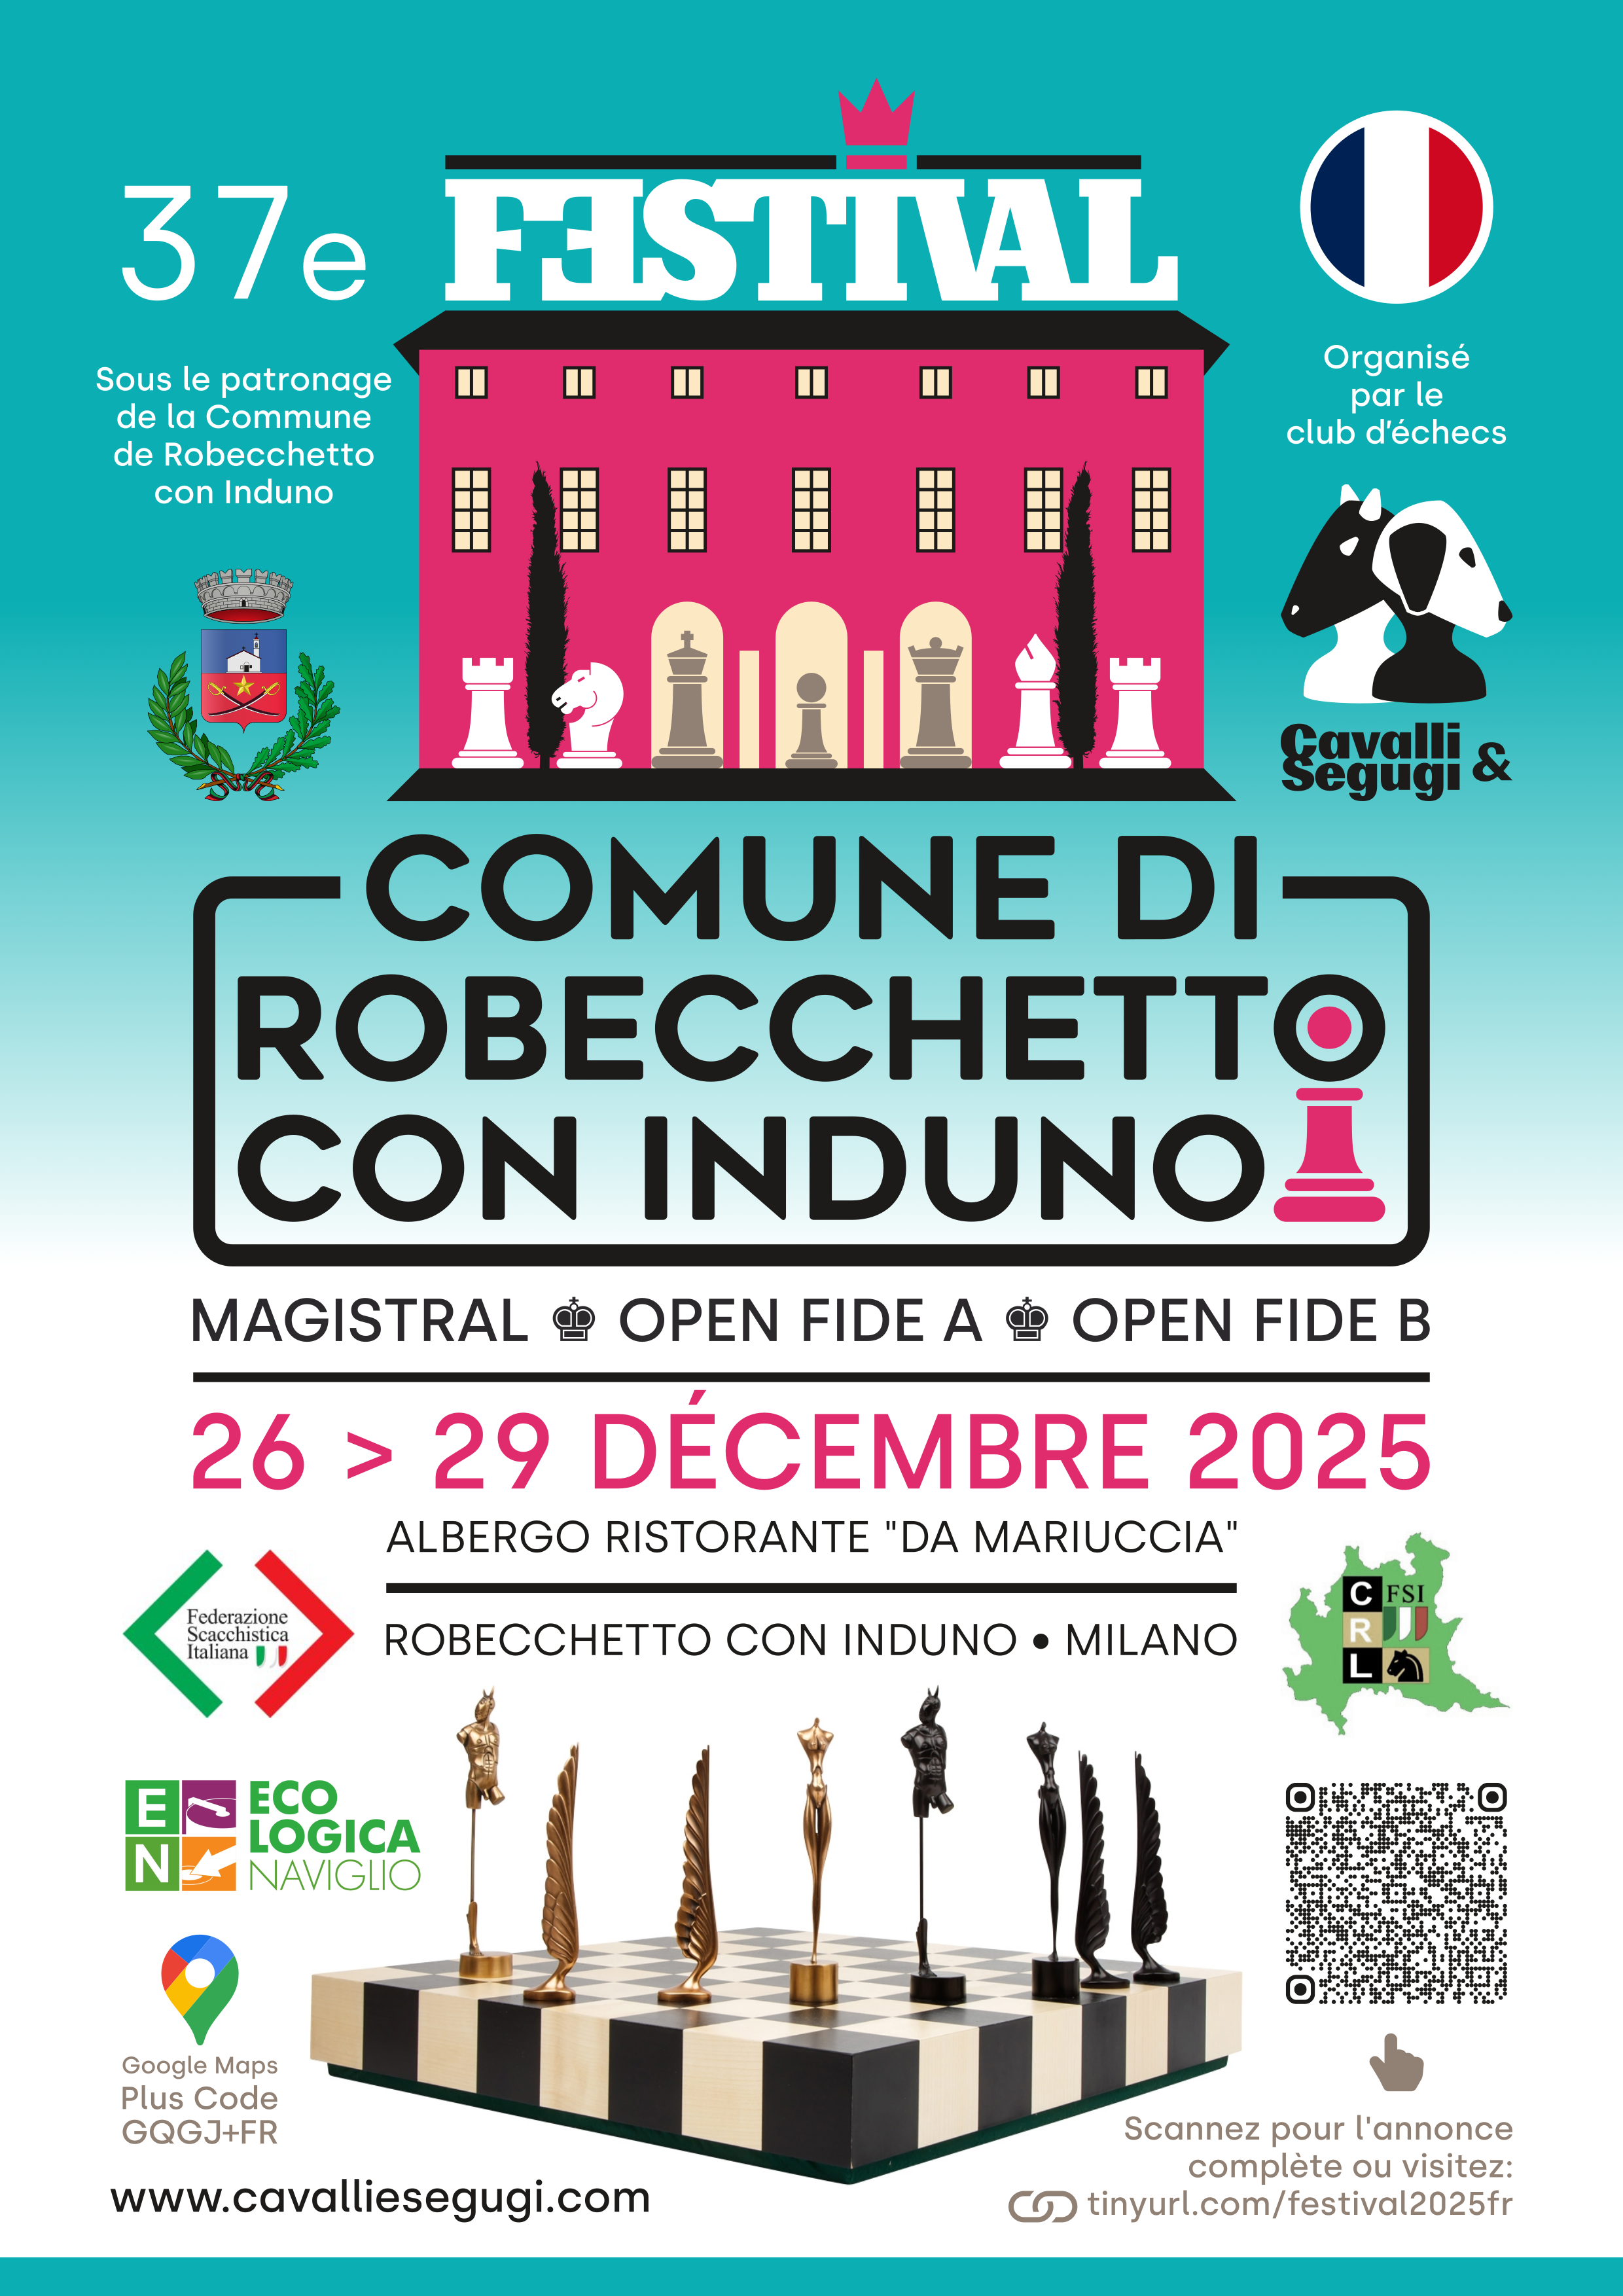 37e
FESTIVAL
Sous le patronage
de la Commune
de Robecchetto
con Induno
Organisé
par le
club d'échecs
Cavalli
Segugi &
COMUNE DI
ROBECCHETTO
CON INDUNO
MAGISTRAL ♚ OPEN FIDE A ♚ OPEN FIDE B
26 > 29 DÉCEMBRE 2025
ALBERGO RISTORANTE "DA MARIUCCIA"
ROBECCHETTO CON INDUNO • MILANO
Federazione
Scacchistica
Italiana
C FSI
R
L
EN
ECO
LOGICA
NAVIGLIO
Google Maps
Plus Code
GQGJ+FR
www.cavalliesegugi.com
Scannez pour l'annonce
complète ou visitez:
tinyurl.com/festival2025fr